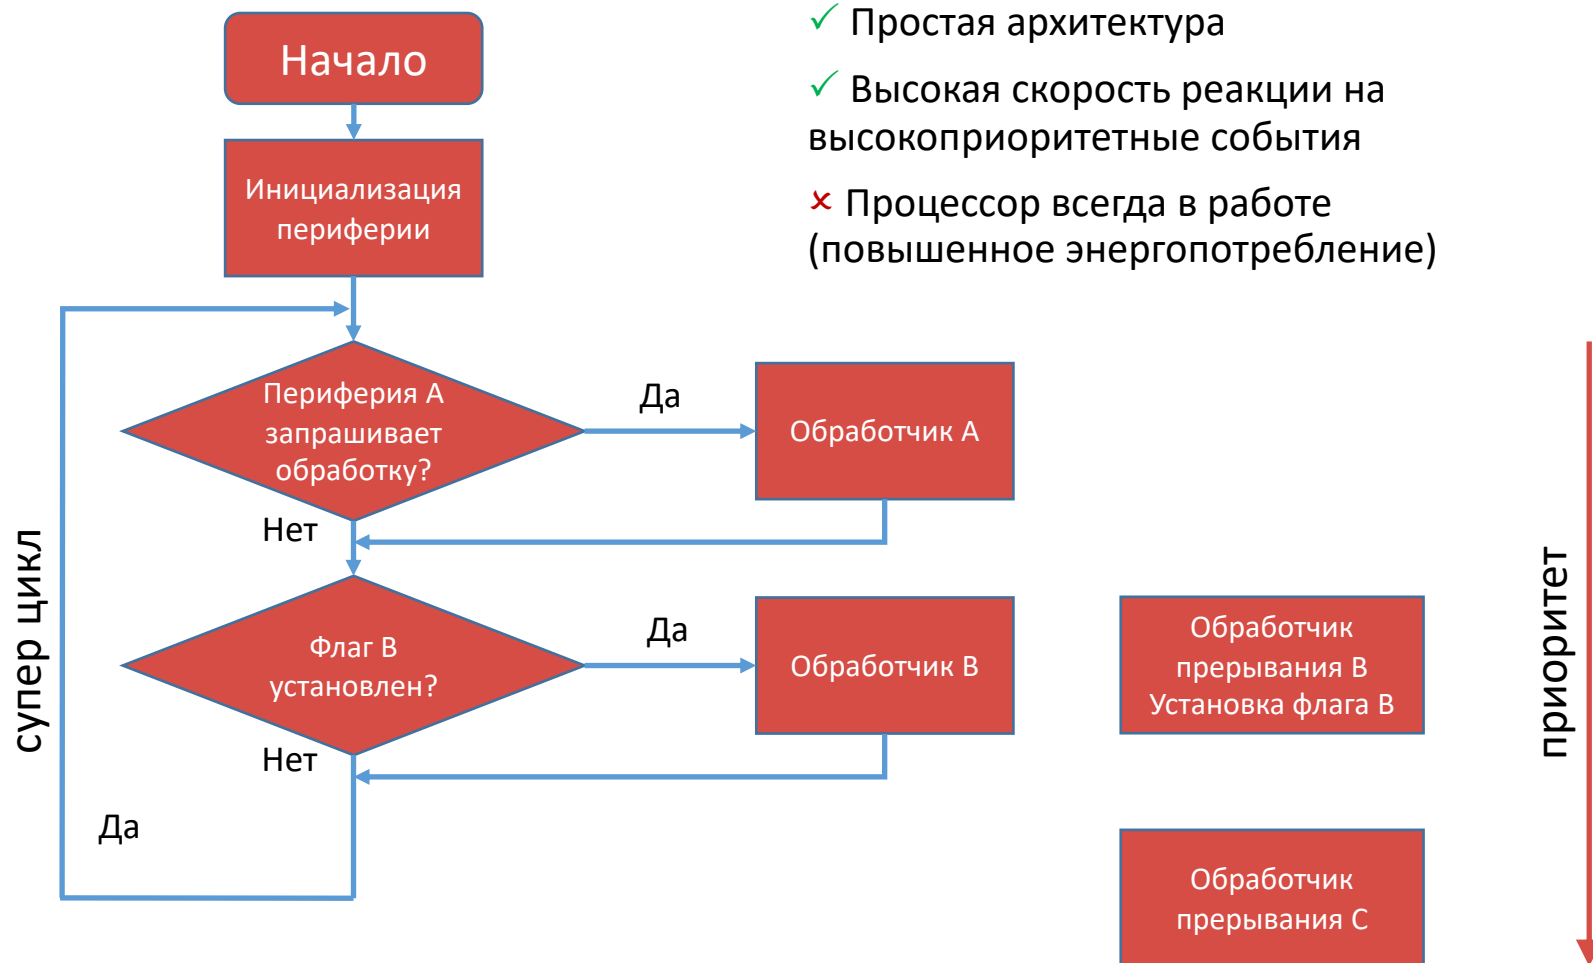 Начало
✓ Простая архитектура
✓ Высокая скорость реакции на
высокоприоритетные события
× Процессор всегда в работе
(повышенное энергопотребление)
Инициализация
периферии
Периферия А
запрашивает
обработку?
Да
Обработчик А
Нет
Флаг В
установлен?
Да
Обработчик В
Обработчик
прерывания В
Установка флага В
Нет
Да
Обработчик
прерывания С
супер цикл
приоритет